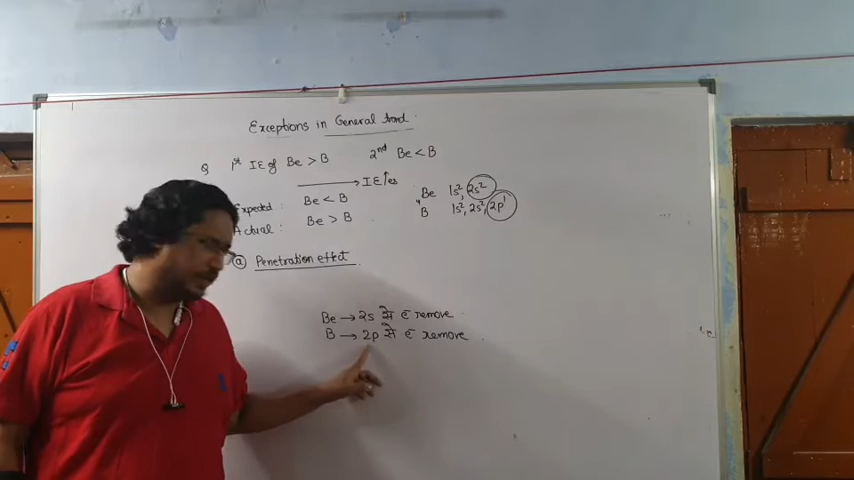 Exceptions in General trend
Q 1st IE of Be > B 2nd Be < B
→ IE↑es
Expected : Be < B
Actual : Be > B
⁴Be 1s², 2s²
B 1s², 2s², 2p¹
ⓐ Penetration effect
Be → 2s से e⁻ remove
B → 2p से e⁻ remove